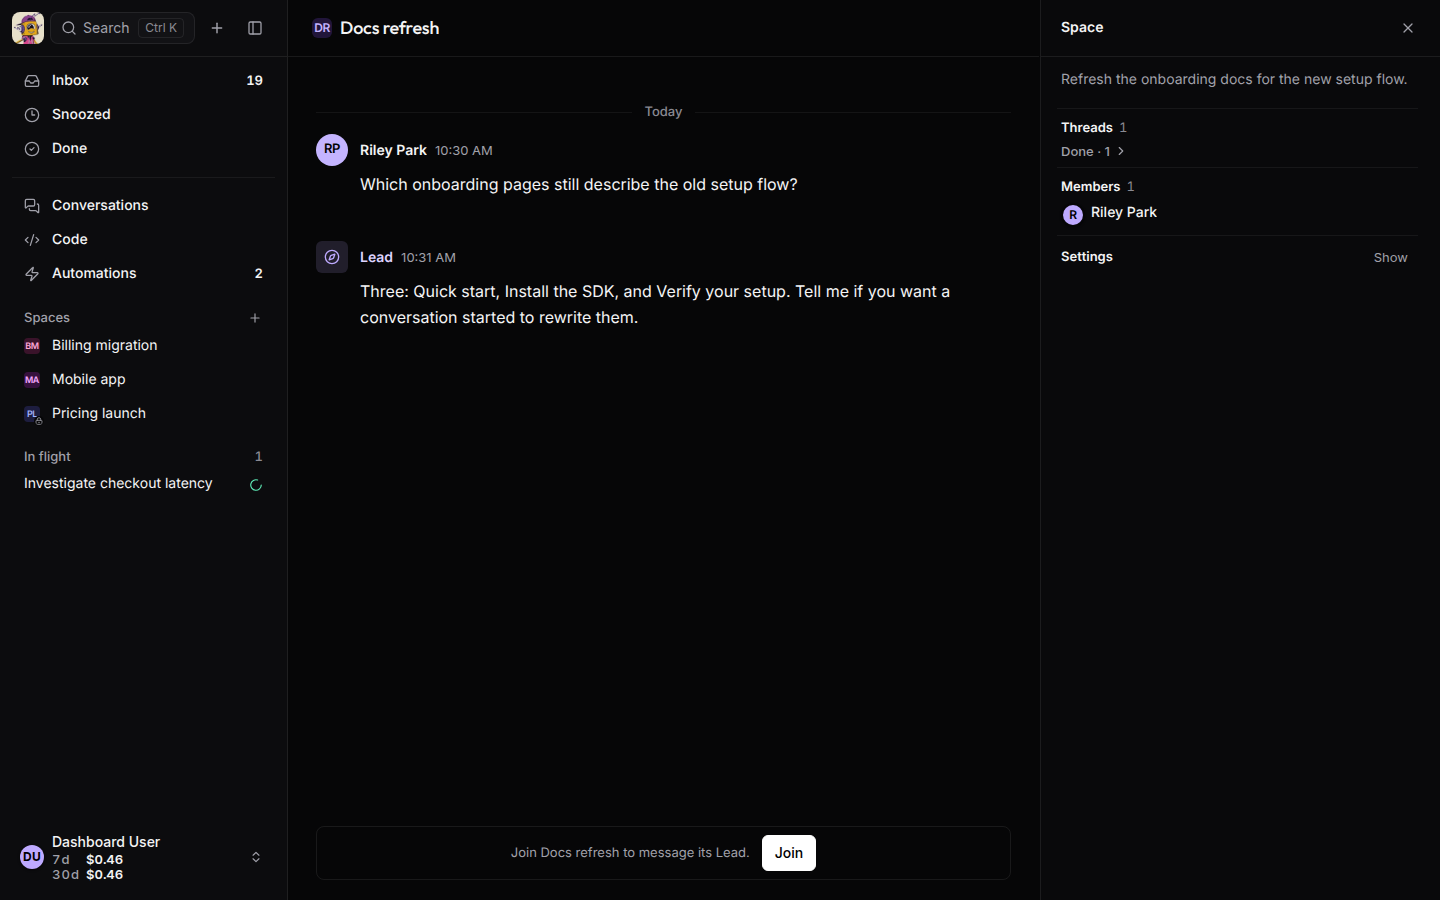 Search Ctrl K
Inbox 19
Snoozed
Done
Conversations
Code
Automations 2
Spaces
BM Billing migration
MA Mobile app
PL Pricing launch
In flight 1
Investigate checkout latency
DU Dashboard User
7d $0.46
30d $0.46
DR Docs refresh
Today
RP Riley Park 10:30 AM
Which onboarding pages still describe the old setup flow?
Lead 10:31 AM
Three: Quick start, Install the SDK, and Verify your setup. Tell me if you want a
conversation started to rewrite them.
Join Docs refresh to message its Lead. Join
Space
Refresh the onboarding docs for the new setup flow.
Threads 1
Done · 1
Members 1
R Riley Park
Settings Show